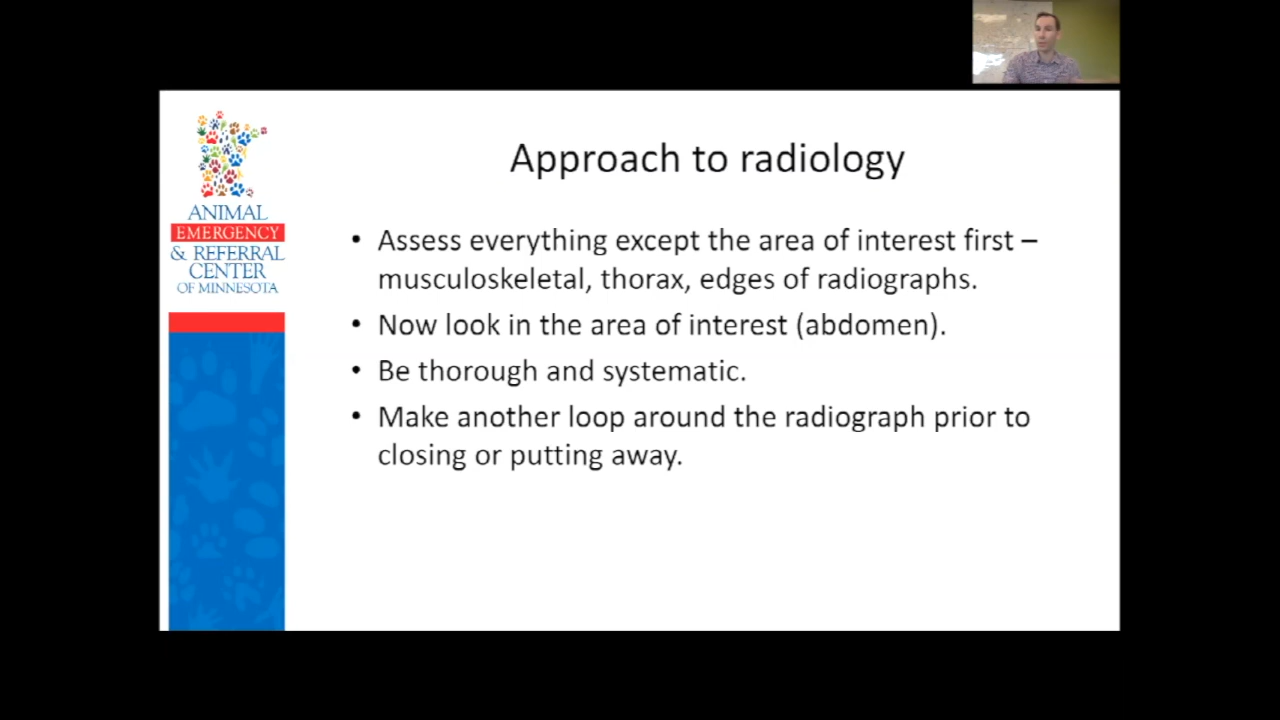 ANIMAL
EMERGENCY
& REFERRAL
CENTER
OF MINNESOTA
Approach to radiology
• Assess everything except the area of interest first –
musculoskeletal, thorax, edges of radiographs.
• Now look in the area of interest (abdomen).
• Be thorough and systematic.
• Make another loop around the radiograph prior to
closing or putting away.